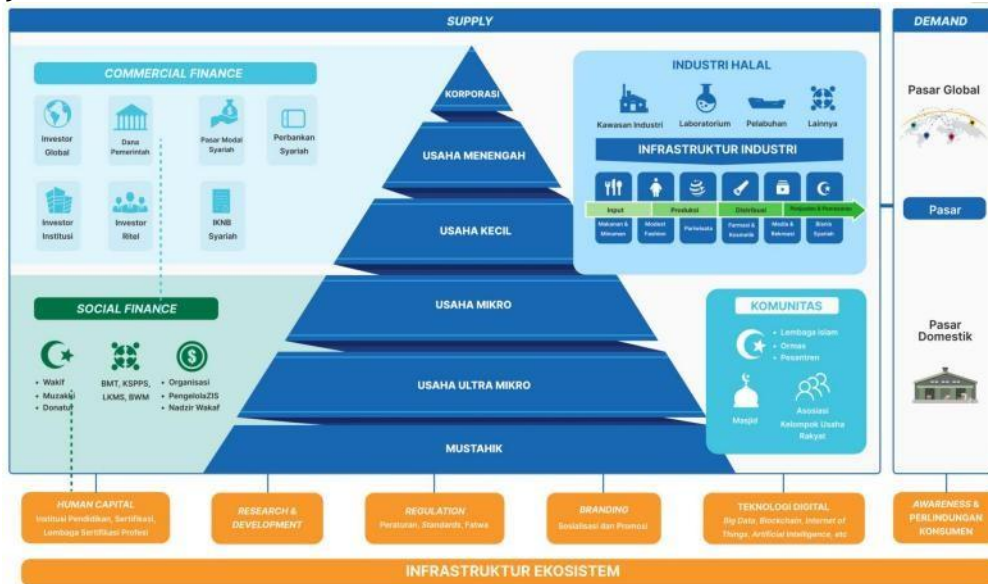 SUPPLY
DEMAND
COMMERCIAL FINANCE
Investor
Global
Dana
Pemerintah
Pasar Modal
Syariah
Perbankan
Syariah
Investor
Institusi
Investor
Ritel
IKNB
Syariah
SOCIAL FINANCE
• Wakif
• Muzakki
• Donatur
BMT, KSPPS,
LKMS, BWM
• Organisasi
• PengelolaZIS
• Nadzir Wakaf
KORPORASI
USAHA MENENGAH
USAHA KECIL
USAHA MIKRO
USAHA ULTRA MIKRO
MUSTAHIK
INDUSTRI HALAL
Kawasan Industri
Laboratorium
Pelabuhan
Lainnya
INFRASTRUKTUR INDUSTRI
Input
Produksi
Distribusi
Penjualan & Pemasaran
Makanan &
Minuman
Modest
Fashion
Pariwisata
Farmasi &
Kosmetik
Media &
Rekreasi
Bisnis
Syariah
KOMUNITAS
• Lembaga islam
• Ormas
• Pesantren
Masjid
Asosiasi
Kelompok Usaha
Rakyat
Pasar Global
Pasar
Pasar
Domestik
HUMAN CAPITAL
Institusi Pendidikan, Sertifikasi,
Lembaga Sertifikasi Profesi
RESEARCH &
DEVELOPMENT
REGULATION
Peraturan, Standards, Fatwa
BRANDING
Sosialisasi dan Promosi
TEKNOLOGI DIGITAL
Big Data, Blockchain, Internet of
Things, Artificial Intelligence, etc
AWARENESS &
PERLINDUNGAN
KONSUMEN
INFRASTRUKTUR EKOSISTEM